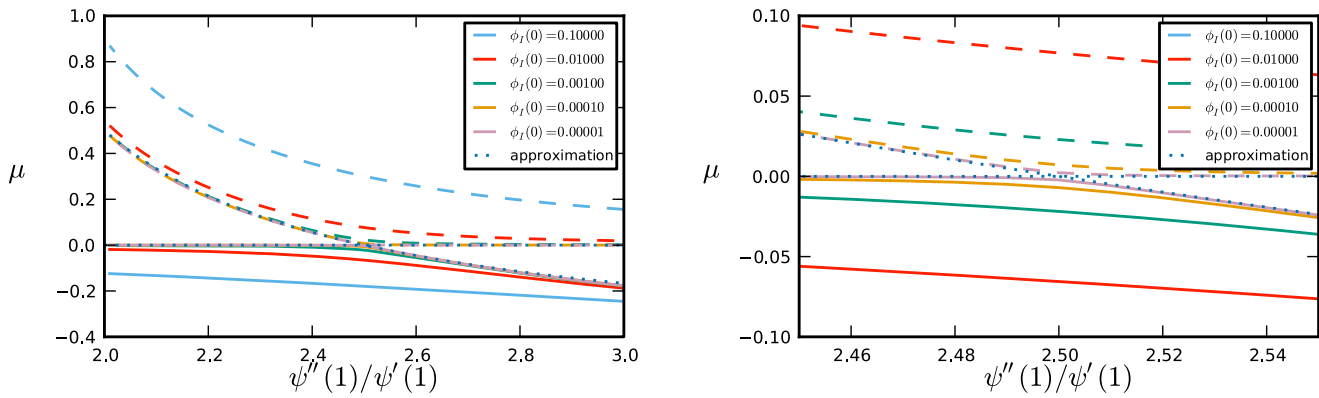 1.0
0.8
0.6
0.4
0.2
0.0
−0.2
−0.4
μ
2.0 2.2 2.4 2.6 2.8 3.0
ψ′′(1)/ψ′(1)
ϕ_I(0)=0.10000
ϕ_I(0)=0.01000
ϕ_I(0)=0.00100
ϕ_I(0)=0.00010
ϕ_I(0)=0.00001
approximation
0.10
0.05
0.00
−0.05
−0.10
μ
2.46 2.48 2.50 2.52 2.54
ψ′′(1)/ψ′(1)
ϕ_I(0)=0.10000
ϕ_I(0)=0.01000
ϕ_I(0)=0.00100
ϕ_I(0)=0.00010
ϕ_I(0)=0.00001
approximation